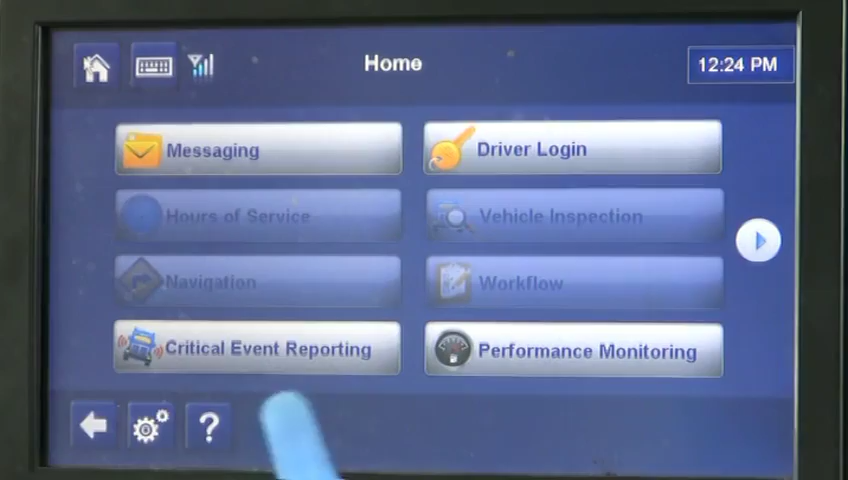 Home
12:24 PM
Messaging
Driver Login
Hours of Service
Vehicle Inspection
Navigation
Workflow
Critical Event Reporting
Performance Monitoring
?